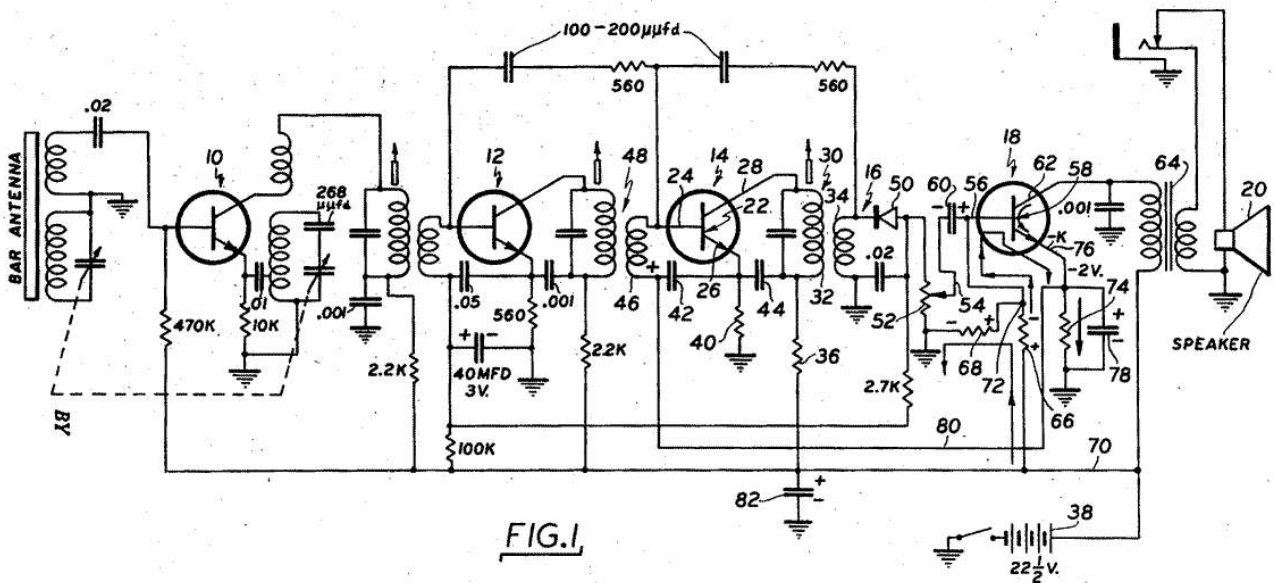 100-200μμfd
560
560
.02
10
12
14
28
30
48
24
22
34
16
50
60
56
18
62
58
64
20
BAR ANTENNA
268
μμfd
.001
-K
76
-2V.
.01
10K
.001
.05
.001
46
42
26
44
32
.02
54
52
74
470K
560
40
68
72
78
SPEAKER
2.2K
40MFD
3V.
2.2K
36
2.7K
66
BY
100K
80
70
82
FIG.1
38
22 1/2 V.